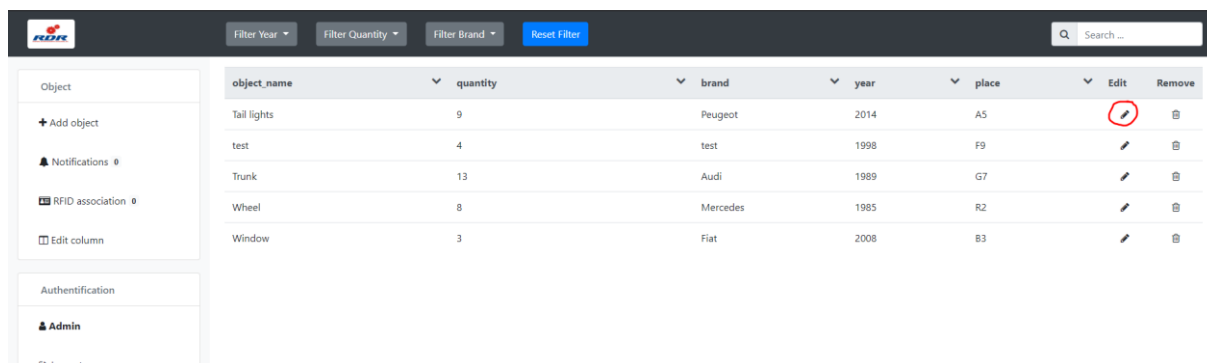 RDR
Filter Year
Filter Quantity
Filter Brand
Reset Filter
Search ...
Object
Add object
Notifications 0
RFID association 0
Edit column
Authentification
Admin
object_name quantity brand year place Edit Remove
Tail lights 9 Peugeot 2014 A5
test 4 test 1998 F9
Trunk 13 Audi 1989 G7
Wheel 8 Mercedes 1985 R2
Window 3 Fiat 2008 B3